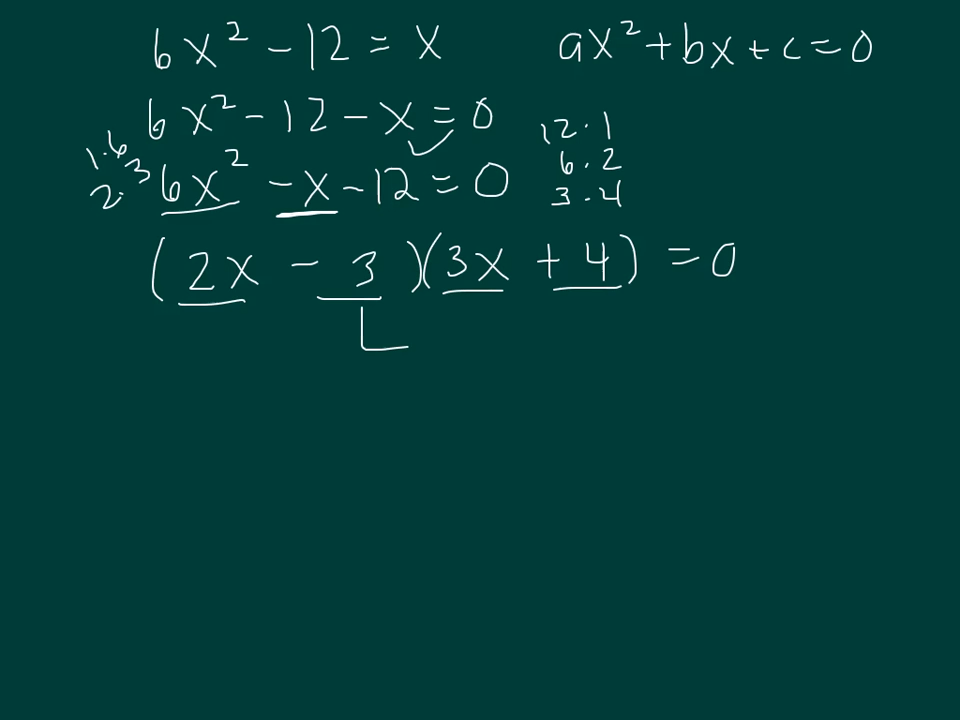 6x² - 12 = x
ax² + bx + c = 0
6x² - 12 - x = 0
12 · 1
1 · 6
6 · 2
2 · 3
6x² - x - 12 = 0
3 · 4
(2x - 3)(3x + 4) = 0